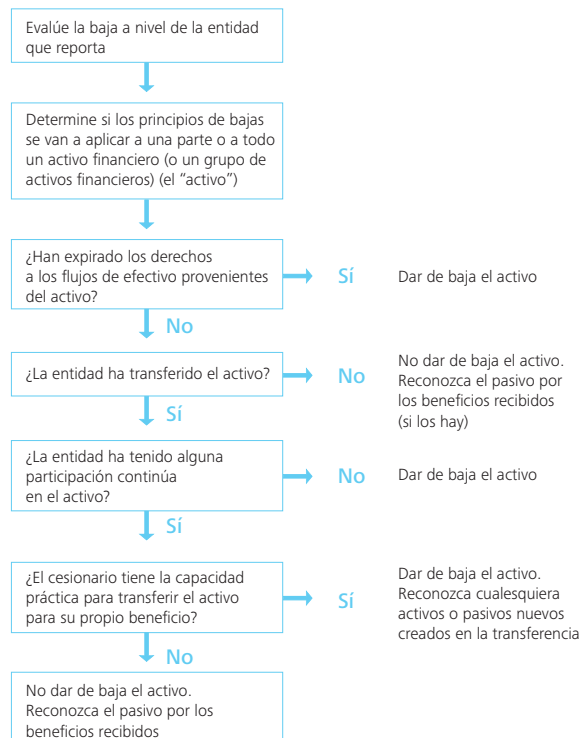 Evalúe la baja a nivel de la entidad
que reporta
Determine si los principios de bajas
se van a aplicar a una parte o a todo
un activo financiero (o un grupo de
activos financieros) (el “activo”)
¿Han expirado los derechos
a los flujos de efectivo provenientes
del activo?
Sí
Dar de baja el activo
No
¿La entidad ha transferido el activo?
No
No dar de baja el activo.
Reconozca el pasivo por
los beneficios recibidos
(si los hay)
Sí
¿La entidad ha tenido alguna
participación continúa
en el activo?
No
Dar de baja el activo
Sí
¿El cesionario tiene la capacidad
práctica para transferir el activo
para su propio beneficio?
Sí
Dar de baja el activo.
Reconozca cualesquiera
activos o pasivos nuevos
creados en la transferencia
No
No dar de baja el activo.
Reconozca el pasivo por los
beneficios recibidos